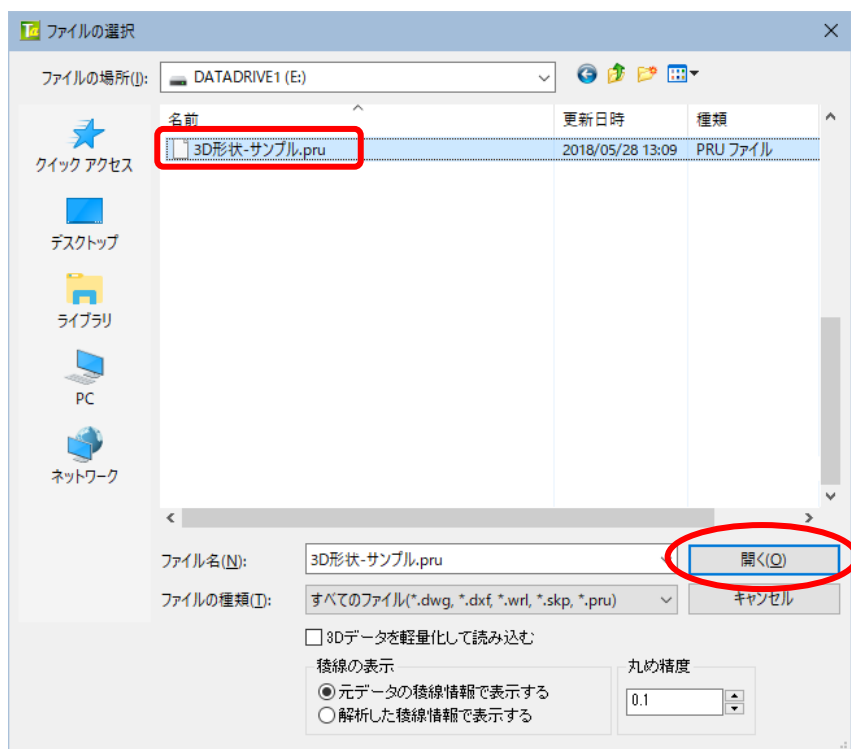 ファイルの選択
ファイルの場所(I):
DATADRIVE1 (E:)
名前
更新日時
種類
3D形状-サンプル.pru
2018/05/28 13:09
PRU ファイル
クイック アクセス
デスクトップ
ライブラリ
PC
ネットワーク
ファイル名(N):
3D形状-サンプル.pru
開く(O)
ファイルの種類(T):
すべてのファイル(*.dwg, *.dxf, *.wrl, *.skp, *.pru)
キャンセル
3Dデータを軽量化して読み込む
稜線の表示
元データの稜線情報で表示する
解析した稜線情報で表示する
丸め精度
0.1